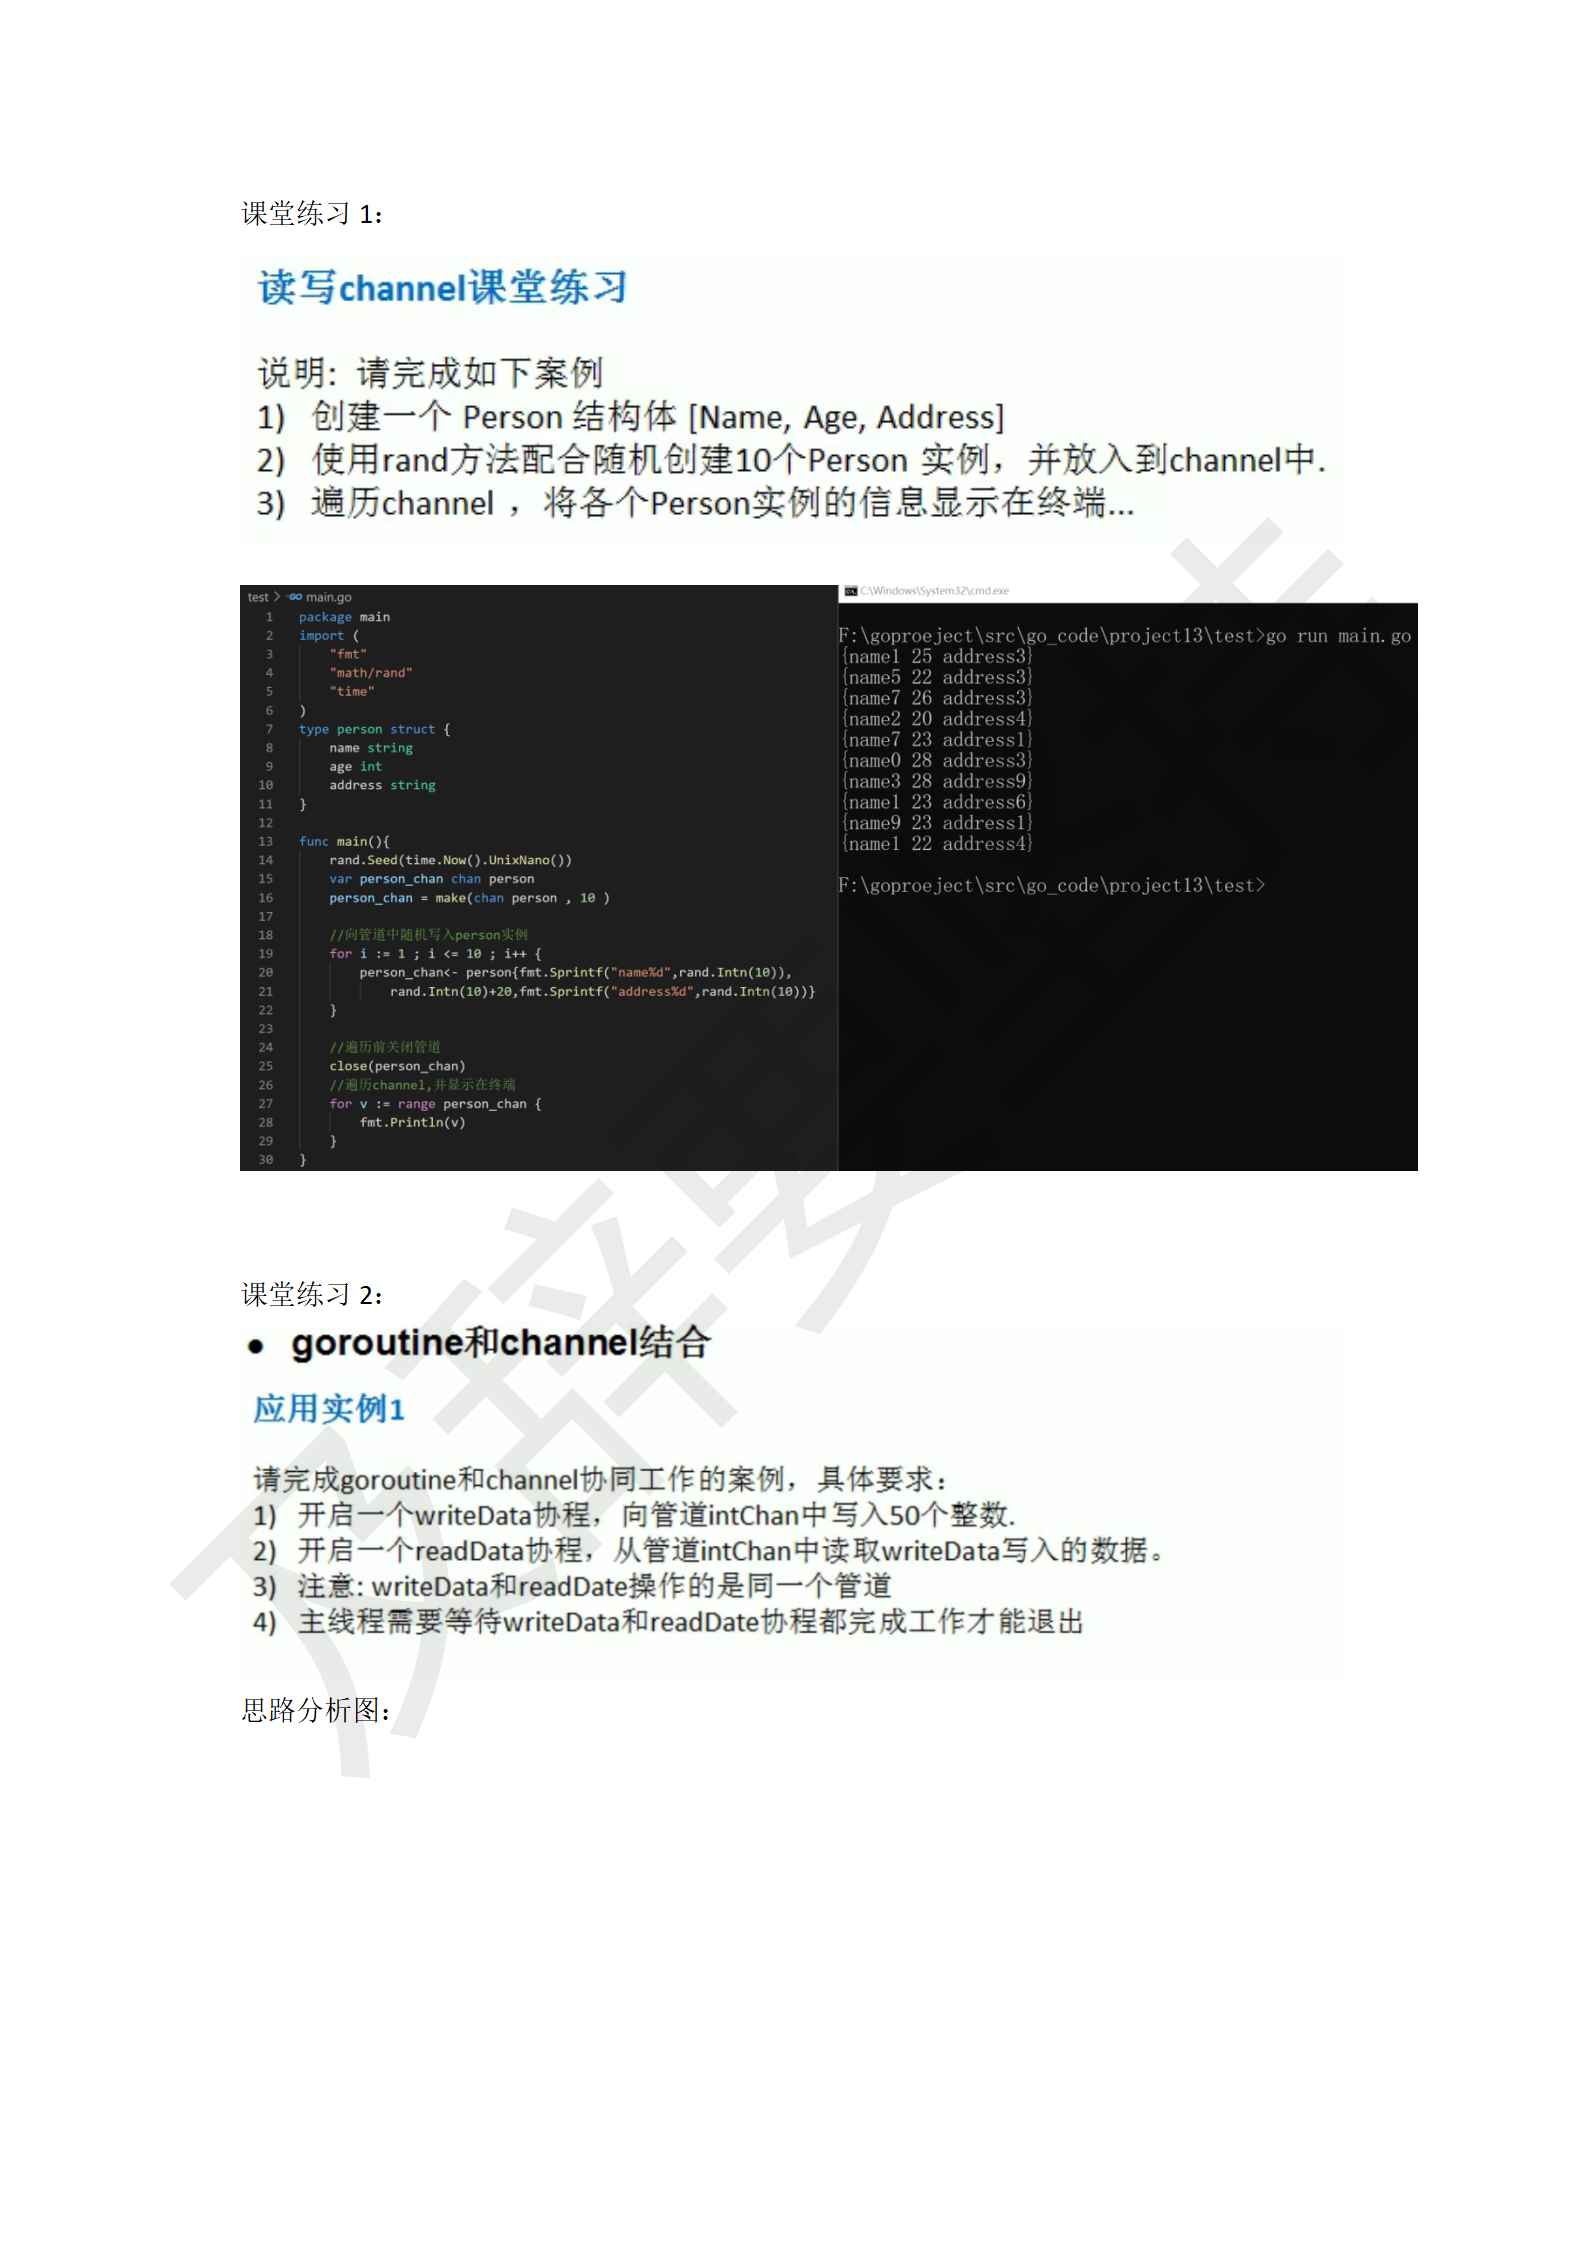 课堂练习 1：
读写channel课堂练习
说明: 请完成如下案例
1) 创建一个 Person 结构体 [Name, Age, Address]
2) 使用rand方法配合随机创建10个Person 实例，并放入到channel中.
3) 遍历channel ，将各个Person实例的信息显示在终端...
test > GO main.go
1 package main
2 import (
3 "fmt"
4 "math/rand"
5 "time"
6 )
7 type person struct {
8 name string
9 age int
10 address string
11 }
12
13 func main(){
14 rand.Seed(time.Now().UnixNano())
15 var person_chan chan person
16 person_chan = make(chan person , 10 )
17
18 //向管道中随机写入person实例
19 for i := 1 ; i <= 10 ; i++ {
20 person_chan<- person{fmt.Sprintf("name%d",rand.Intn(10)),
21 rand.Intn(10)+20,fmt.Sprintf("address%d",rand.Intn(10))}
22 }
23
24 //遍历前关闭管道
25 close(person_chan)
26 //遍历channel,并显示在终端
27 for v := range person_chan {
28 fmt.Println(v)
29 }
30 }
C:\Windows\System32\cmd.exe
F:\goproeject\src\go_code\project13\test>go run main.go
{name1 25 address3}
{name5 22 address3}
{name7 26 address3}
{name2 20 address4}
{name7 23 address1}
{name0 28 address3}
{name3 28 address9}
{name1 23 address6}
{name9 23 address1}
{name1 22 address4}
F:\goproeject\src\go_code\project13\test>
课堂练习 2：
● goroutine和channel结合
应用实例1
请完成goroutine和channel协同工作的案例，具体要求：
1) 开启一个writeData协程，向管道intChan中写入50个整数.
2) 开启一个readData协程，从管道intChan中读取writeData写入的数据。
3) 注意: writeData和readDate操作的是同一个管道
4) 主线程需要等待writeData和readDate协程都完成工作才能退出
思路分析图：